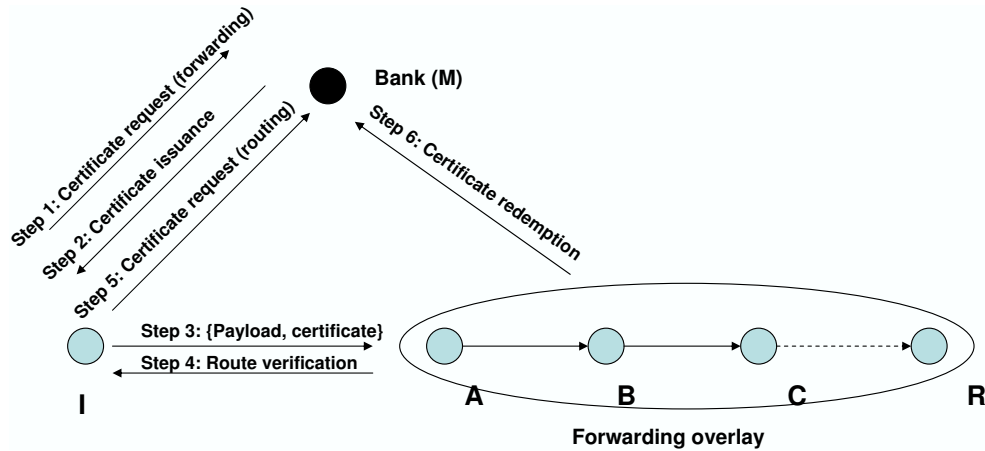 Step 1: Certificate request (forwarding)
Step 2: Certificate issuance
Step 5: Certificate request (routing)
Bank (M)
Step 6: Certificate redemption
Step 3: {Payload, certificate}
Step 4: Route verification
I
A
B
C
R
Forwarding overlay